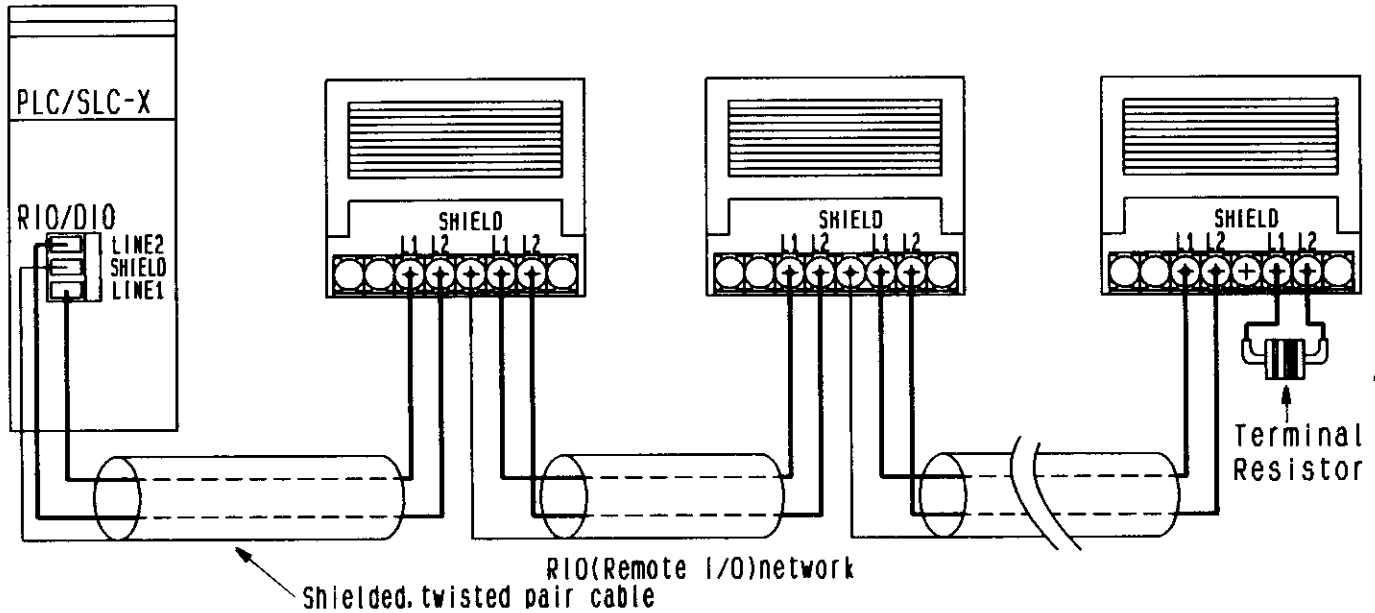 PLC/SLC-X
RIO/DIO
LINE2
SHIELD
LINE1
SHIELD
L1 L2 L1 L2
SHIELD
L1 L2 L1 L2
SHIELD
L1 L2 L1 L2
Terminal
Resistor
RIO(Remote I/O)network
Shielded, twisted pair cable